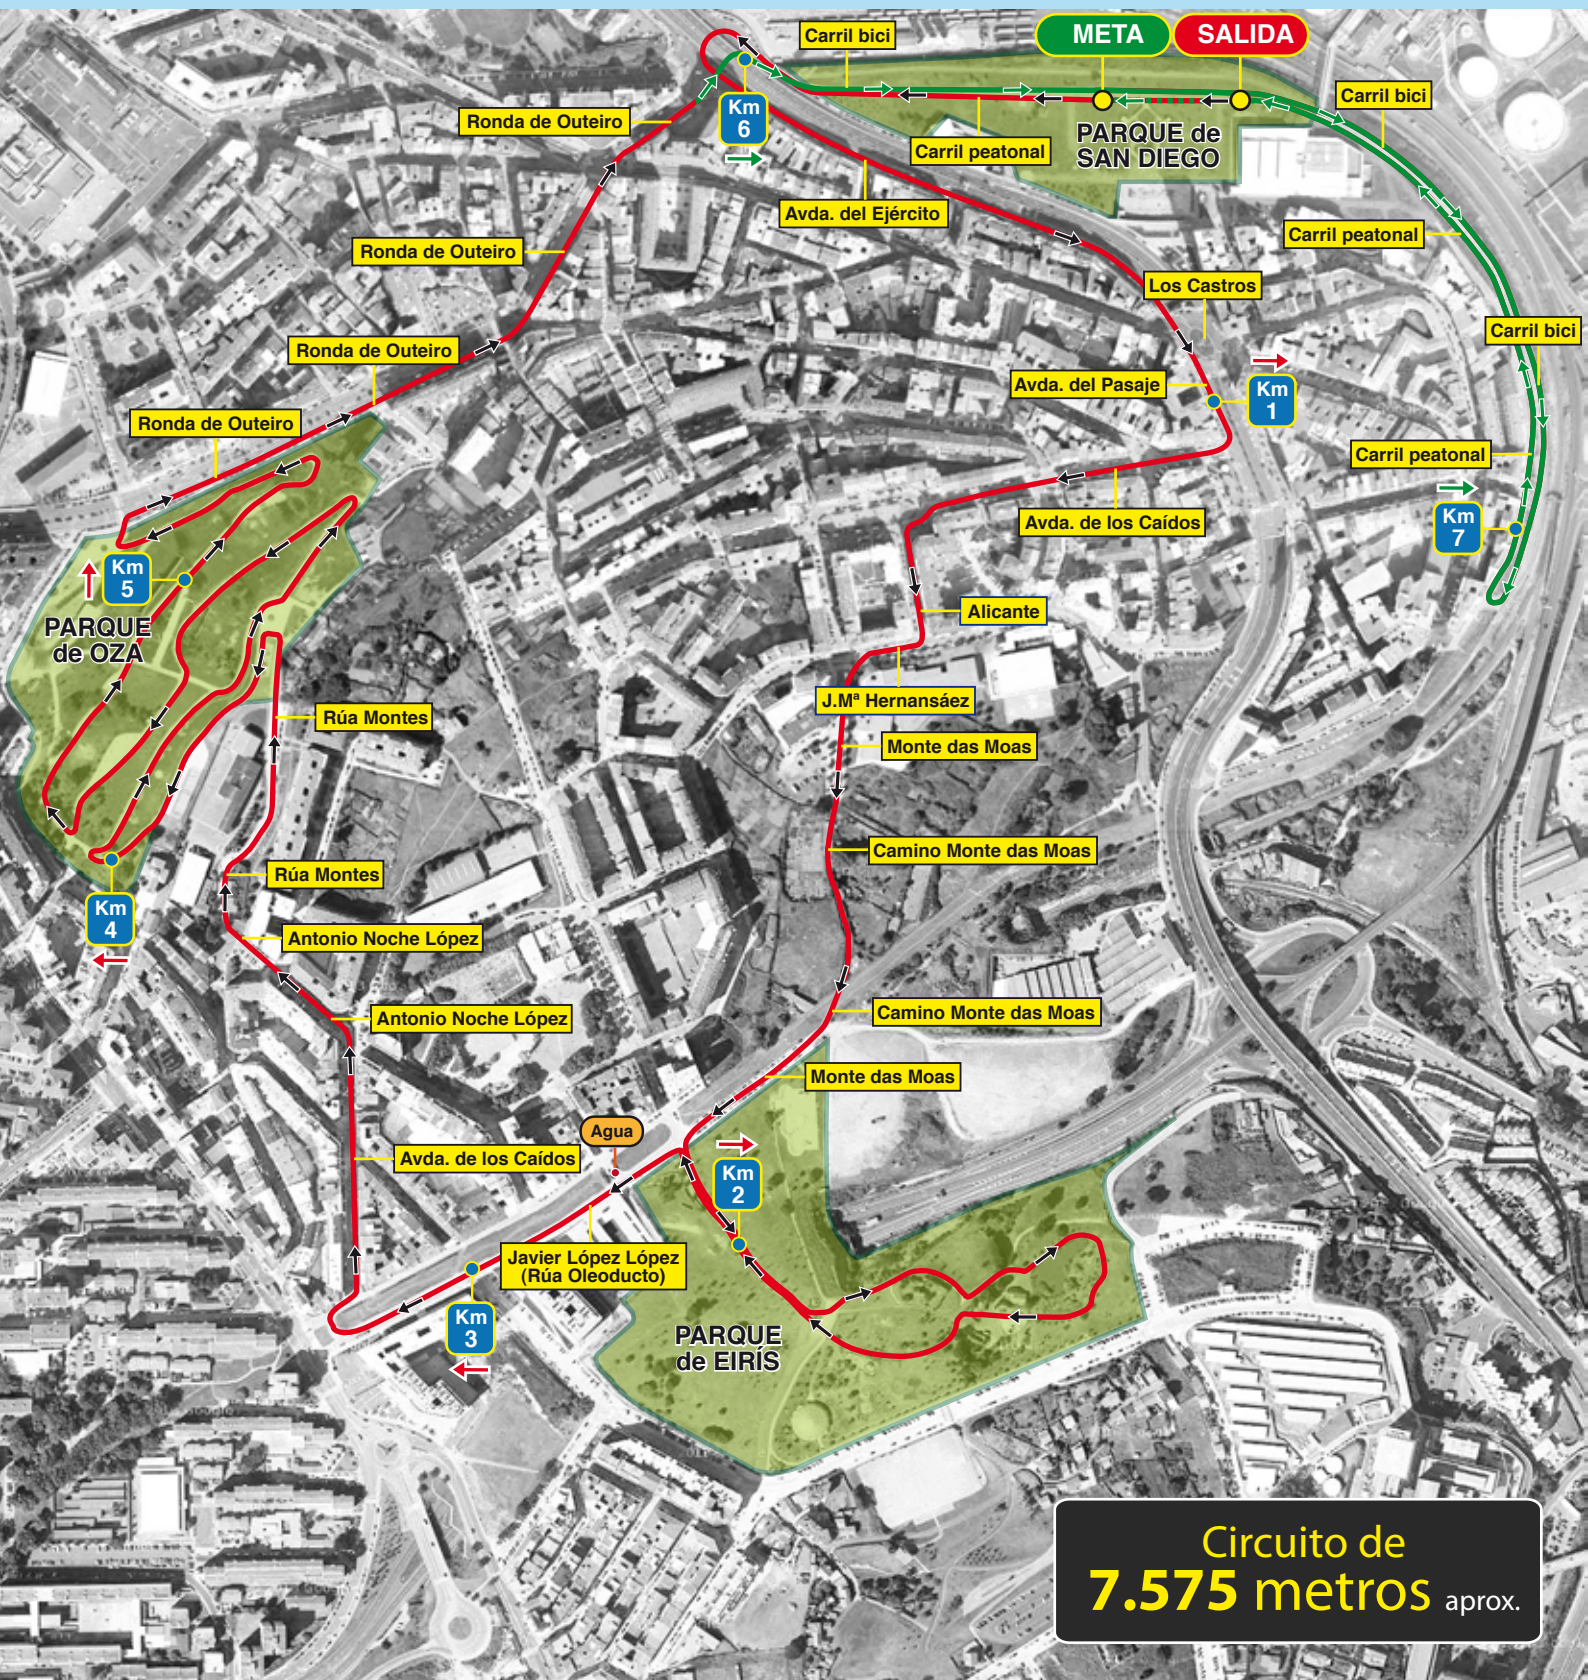 META
SALIDA
Carril bici
Carril bici
Km
6
Ronda de Outeiro
PARQUE de
SAN DIEGO
Carril peatonal
Avda. del Ejército
Carril peatonal
Ronda de Outeiro
Los Castros
Carril bici
Ronda de Outeiro
Avda. del Pasaje
Km
1
Ronda de Outeiro
Carril peatonal
Avda. de los Caídos
Km
7
Km
5
Alicante
PARQUE
de OZA
J.Mª Hernansáez
Rúa Montes
Monte das Moas
Camino Monte das Moas
Rúa Montes
Km
4
Antonio Noche López
Camino Monte das Moas
Antonio Noche López
Monte das Moas
Agua
Avda. de los Caídos
Km
2
Javier López López
(Rúa Oleoducto)
Km
3
PARQUE
de EIRÍS
Circuito de
7.575 metros aprox.